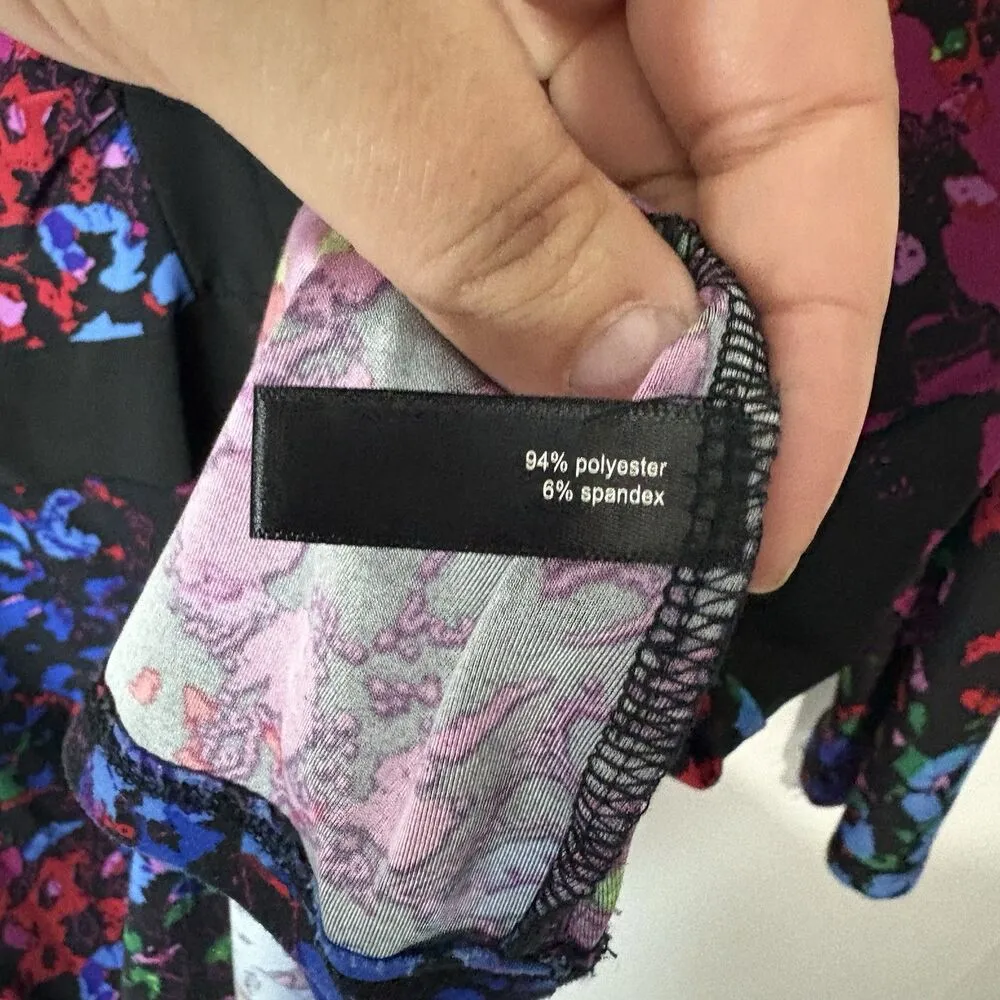 94% polyester
6% spandex